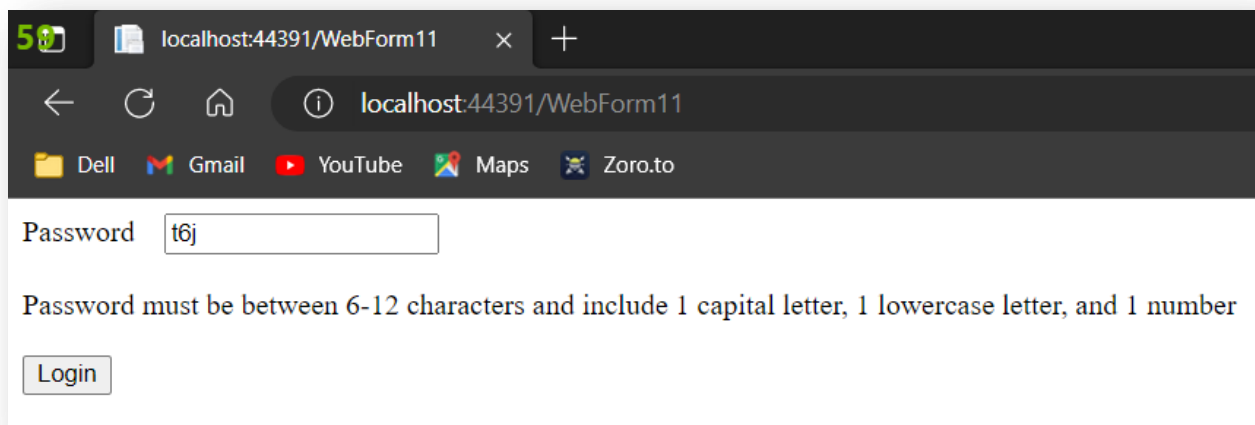 59
localhost:44391/WebForm11
localhost:44391/WebForm11
Dell Gmail YouTube Maps Zoro.to
Password t6j
Password must be between 6-12 characters and include 1 capital letter, 1 lowercase letter, and 1 number
Login